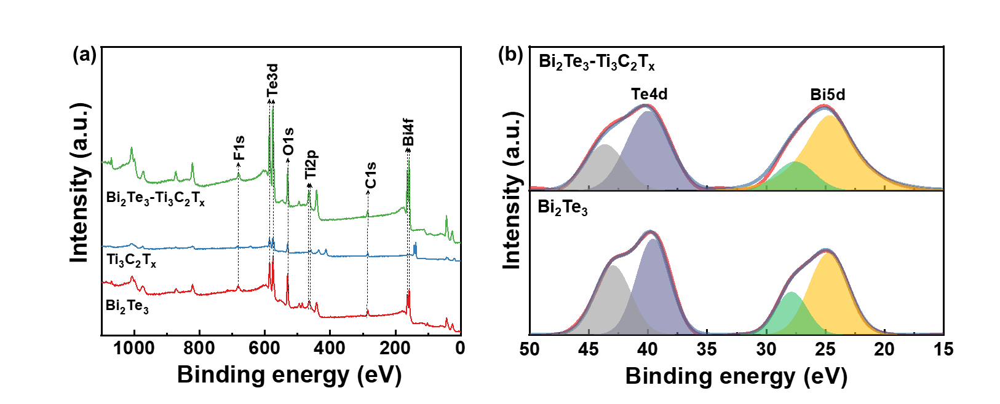 (a)
Intensity (a.u.)
Te3d
F1s
O1s
Ti2p
C1s
Bi4f
Bi₂Te₃-Ti₃C₂Tₓ
Ti₃C₂Tₓ
Bi₂Te₃
1000 800 600 400 200 0
Binding energy (eV)
(b)
Intensity (a.u.)
Bi₂Te₃-Ti₃C₂Tₓ
Te4d Bi5d
Bi₂Te₃
50 45 40 35 30 25 20 15
Binding energy (eV)